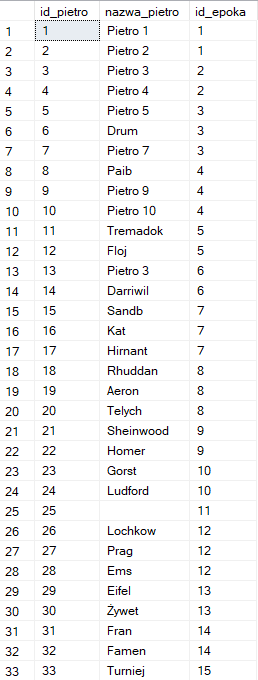 id_pietro nazwa_pietro id_epoka
1 1 Pietro 1 1
2 2 Pietro 2 1
3 3 Pietro 3 2
4 4 Pietro 4 2
5 5 Pietro 5 3
6 6 Drum 3
7 7 Pietro 7 3
8 8 Paib 4
9 9 Pietro 9 4
10 10 Pietro 10 4
11 11 Tremadok 5
12 12 Floj 5
13 13 Pietro 3 6
14 14 Darriwil 6
15 15 Sandb 7
16 16 Kat 7
17 17 Hirnant 7
18 18 Rhuddan 8
19 19 Aeron 8
20 20 Telych 8
21 21 Sheinwood 9
22 22 Homer 9
23 23 Gorst 10
24 24 Ludford 10
25 25 11
26 26 Lochkow 12
27 27 Prag 12
28 28 Ems 12
29 29 Eifel 13
30 30 Żywet 13
31 31 Fran 14
32 32 Famen 14
33 33 Turniej 15